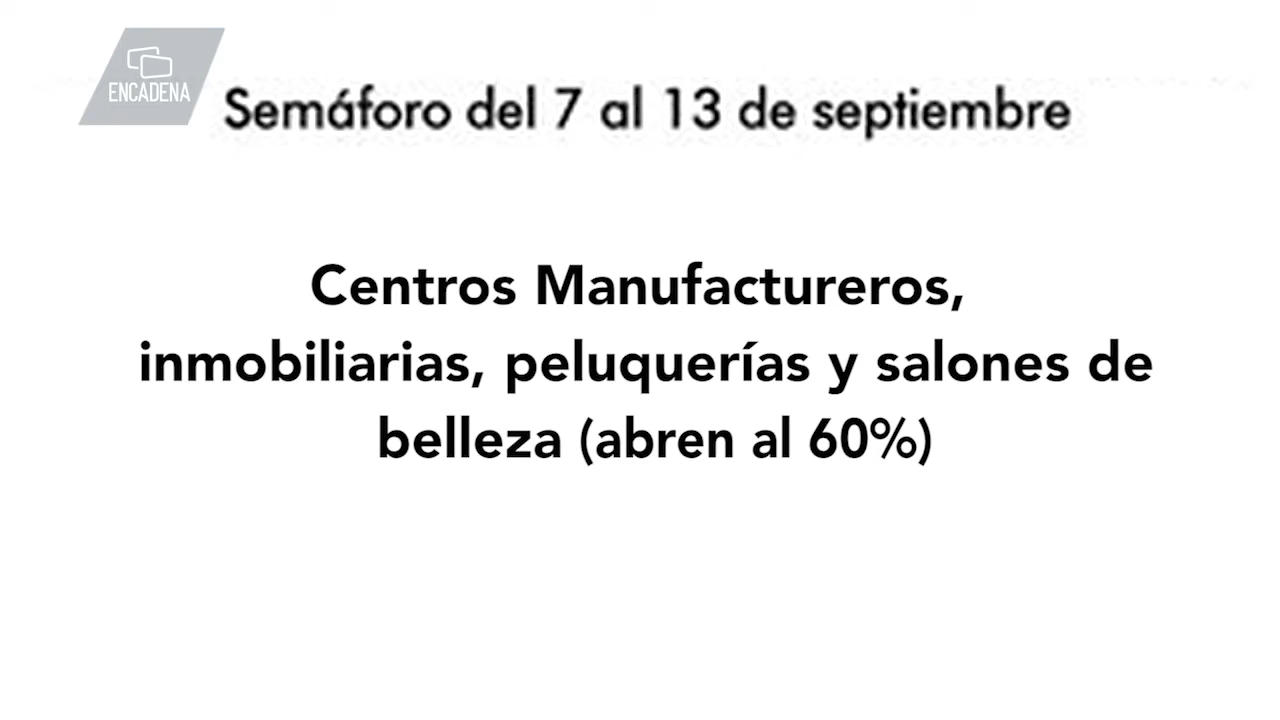 ENCADENA
Semáforo del 7 al 13 de septiembre
Centros Manufactureros,
inmobiliarias, peluquerías y salones de
belleza (abren al 60%)